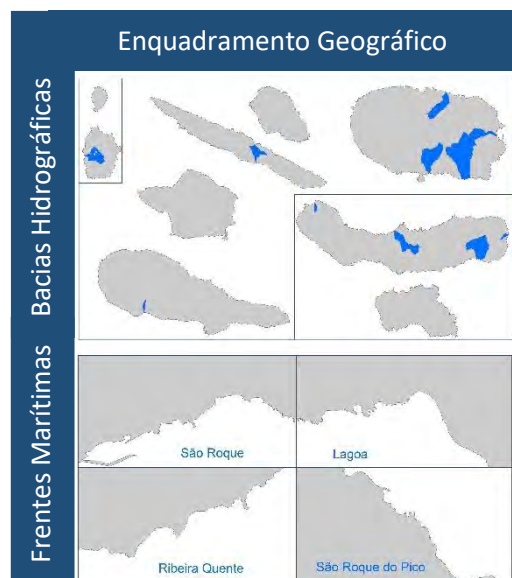 Enquadramento Geográfico
Bacias Hidrográficas
Frentes Marítimas
São Roque
Lagoa
Ribeira Quente
São Roque do Pico